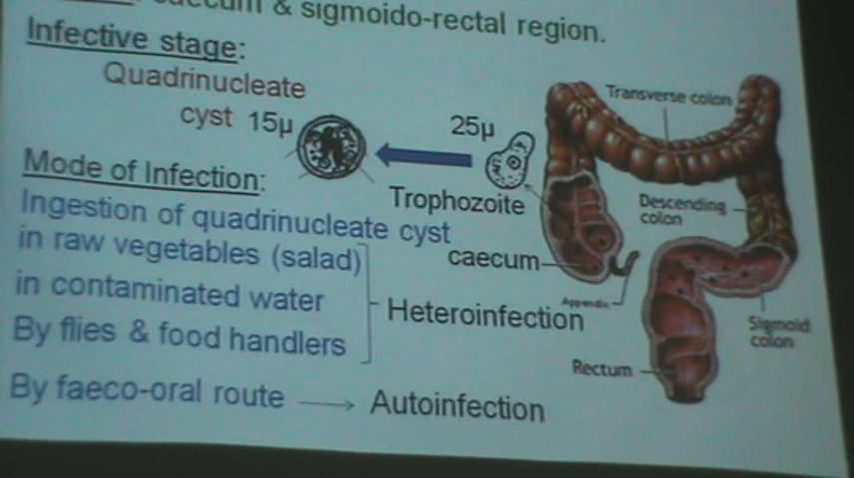 & sigmoido-rectal region.
Infective stage:
Quadrinucleate
cyst 15µ
25µ
Trophozoite
Mode of Infection:
Ingestion of quadrinucleate cyst
in raw vegetables (salad)
in contaminated water
By flies & food handlers
Heteroinfection
By faeco-oral route → Autoinfection
Transverse colon
Descending
colon
caecum
Appendix
Sigmoid
colon
Rectum